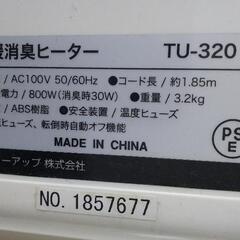 消臭ヒーター TU-320
AC100V 50/60Hz ●コード長 / 約1.85m
電力 / 800W(消臭時30W) ●重量 / 3.2kg
/ ABS樹脂 ●安全装置 / 温度ヒューズ
ヒューズ、転倒時自動オフ機能
MADE IN CHINA
ーアップ 株式会社
PS
E
NO. 1857677